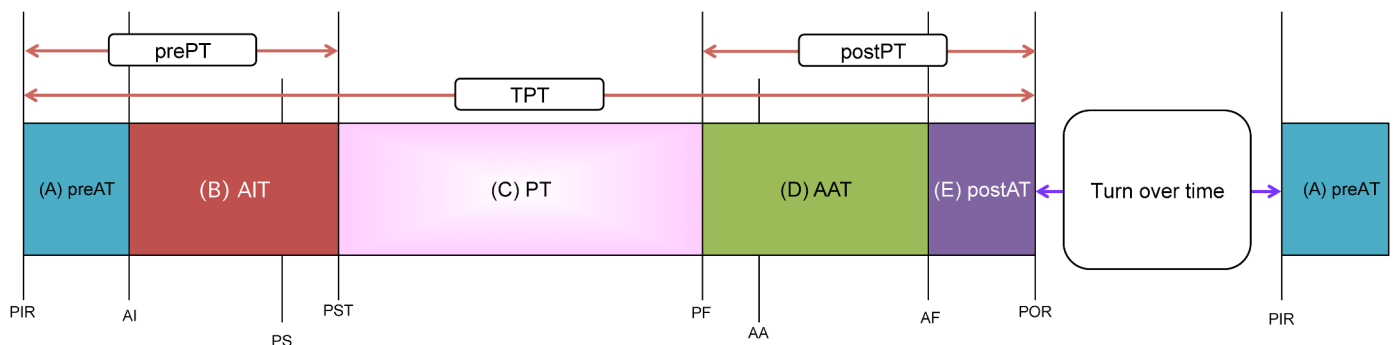 prePT
postPT
TPT
(A) preAT
(B) AIT
(C) PT
(D) AAT
(E) postAT
Turn over time
(A) preAT
PIR
AI
PS
PST
PF
AA
AF
POR
PIR